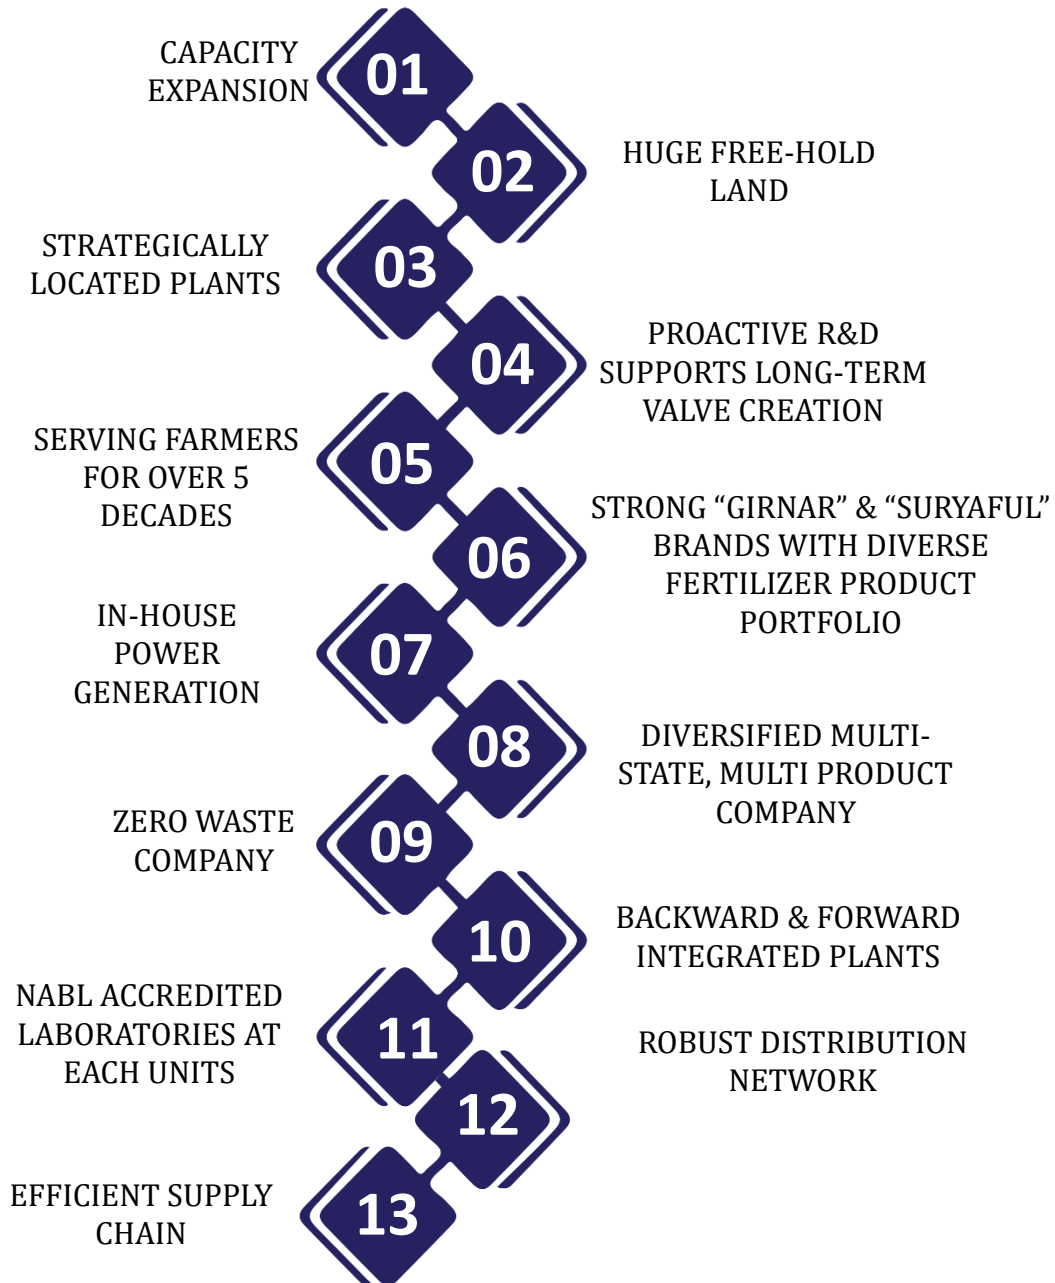 CAPACITY
EXPANSION
01
02
HUGE FREE-HOLD
LAND
STRATEGICALLY
LOCATED PLANTS
03
04
PROACTIVE R&D
SUPPORTS LONG-TERM
VALVE CREATION
SERVING FARMERS
FOR OVER 5
DECADES
05
06
STRONG “GIRNAR” & “SURYAFUL”
BRANDS WITH DIVERSE
FERTILIZER PRODUCT
PORTFOLIO
IN-HOUSE
POWER
GENERATION
07
08
DIVERSIFIED MULTI-
STATE, MULTI PRODUCT
COMPANY
ZERO WASTE
COMPANY
09
10
BACKWARD & FORWARD
INTEGRATED PLANTS
NABL ACCREDITED
LABORATORIES AT
EACH UNITS
11
12
ROBUST DISTRIBUTION
NETWORK
EFFICIENT SUPPLY
CHAIN
13